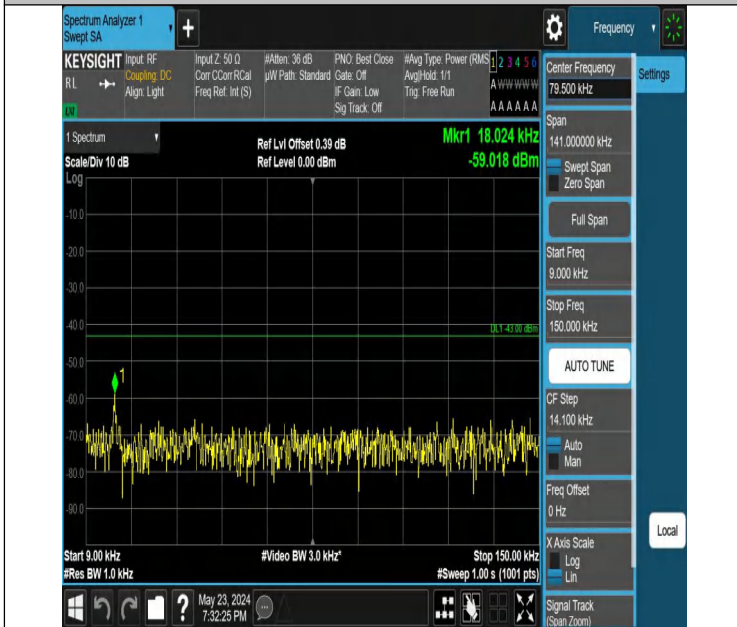 Spectrum Analyzer 1
Swept SA
+
Frequency
KEYSIGHT
RL
Input: RF
Coupling: DC
Align: Light
Input Z: 50 Ω
Corr CCorr RCal
Freq Ref: Int (S)
#Atten: 36 dB
µW Path: Standard
PNO: Best Close
Gate: Off
IF Gain: Low
Sig Track: Off
#Avg Type: Power (RMS
Avg|Hold: 1/1
Trig: Free Run
1 2 3 4 5 6
A W W W W W
A A A A A A
1 Spectrum
Scale/Div 10 dB
Ref Lvl Offset 0.39 dB
Ref Level 0.00 dBm
Mkr1 18.024 kHz
-59.018 dBm
Log
-10.0
-20.0
-30.0
-40.0
DL1 -43.00 dBm
-50.0
1
-60.0
-70.0
-80.0
-90.0
Start 9.00 kHz
#Video BW 3.0 kHz*
Stop 150.00 kHz
#Res BW 1.0 kHz
#Sweep 1.00 s (1001 pts)
Center Frequency
79.500 kHz
Settings
Span
141.000000 kHz
Swept Span
Zero Span
Full Span
Start Freq
9.000 kHz
Stop Freq
150.000 kHz
AUTO TUNE
CF Step
14.100 kHz
Auto
Man
Freq Offset
0 Hz
X Axis Scale
Log
Lin
Local
Signal Track
(Span Zoom)
?
May 23, 2024
7:32:25 PM